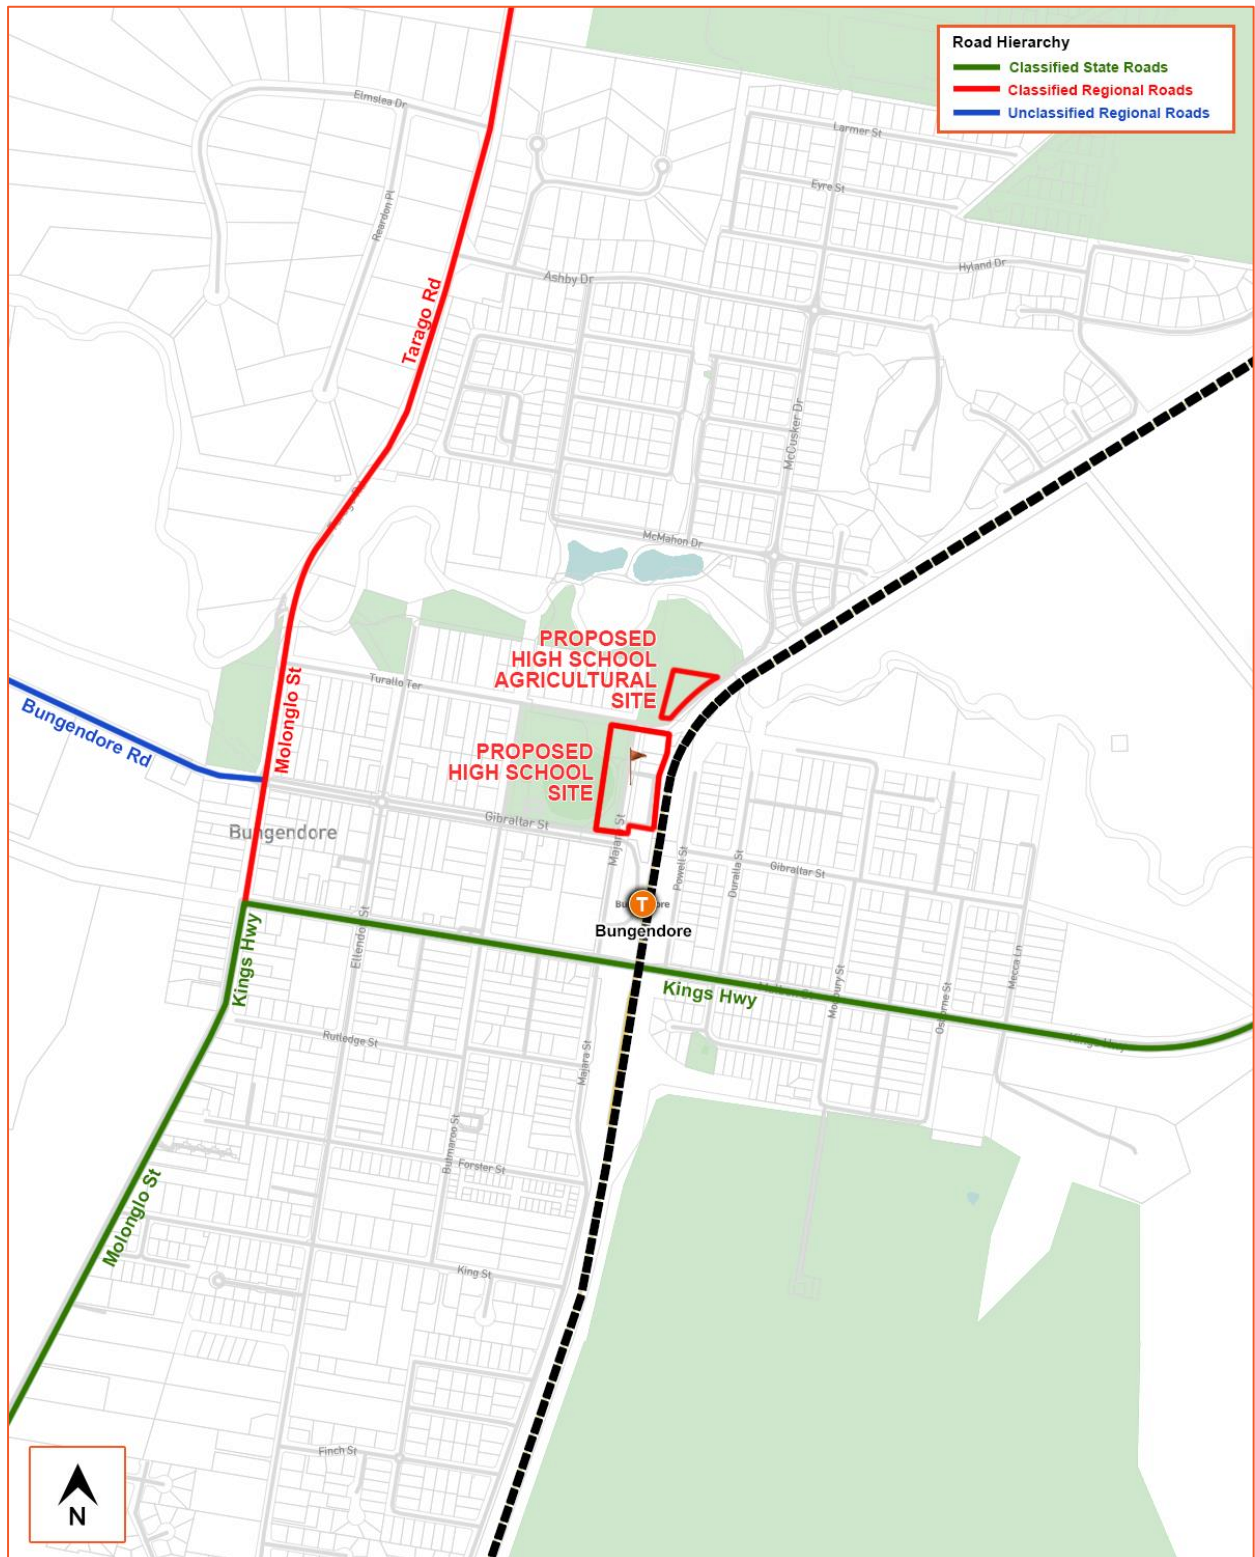 Road Hierarchy
Classified State Roads
Classified Regional Roads
Unclassified Regional Roads
Elmslea Dr
Larmer St
Eyre St
Reardon Pl
Hyland Dr
Ashby Dr
Tarago Rd
McCusker Dr
McMahon Dr
PROPOSED
HIGH SCHOOL
AGRICULTURAL
SITE
Turallo Ter
Molonglo St
Bungendore Rd
PROPOSED
HIGH SCHOOL
SITE
Gibraltar St
Bungendore
Majara St
Powell St
Duralla St
Gibraltar St
T
Bungendore
Ellendon St
Kings Hwy
Kings Hwy
Modbury St
Osborne St
Mecca Ln
Kings Hwy
Rutledge St
Majara St
Butmaroo St
Forster St
Molonglo St
King St
Finch St
N